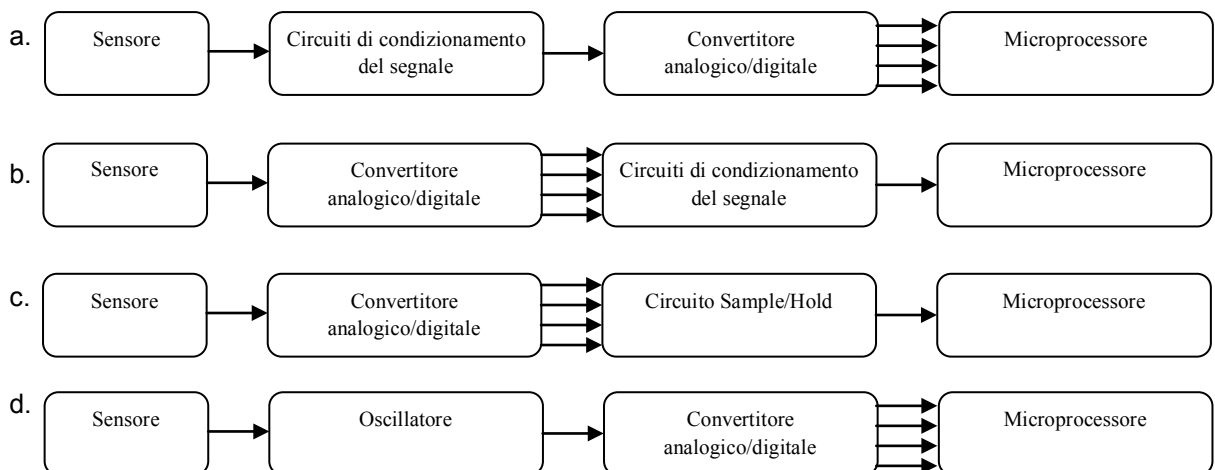 a.
Sensore
Circuiti di condizionamento
del segnale
Convertitore
analogico/digitale
Microprocessore
b.
Sensore
Convertitore
analogico/digitale
Circuiti di condizionamento
del segnale
Microprocessore
c.
Sensore
Convertitore
analogico/digitale
Circuito Sample/Hold
Microprocessore
d.
Sensore
Oscillatore
Convertitore
analogico/digitale
Microprocessore